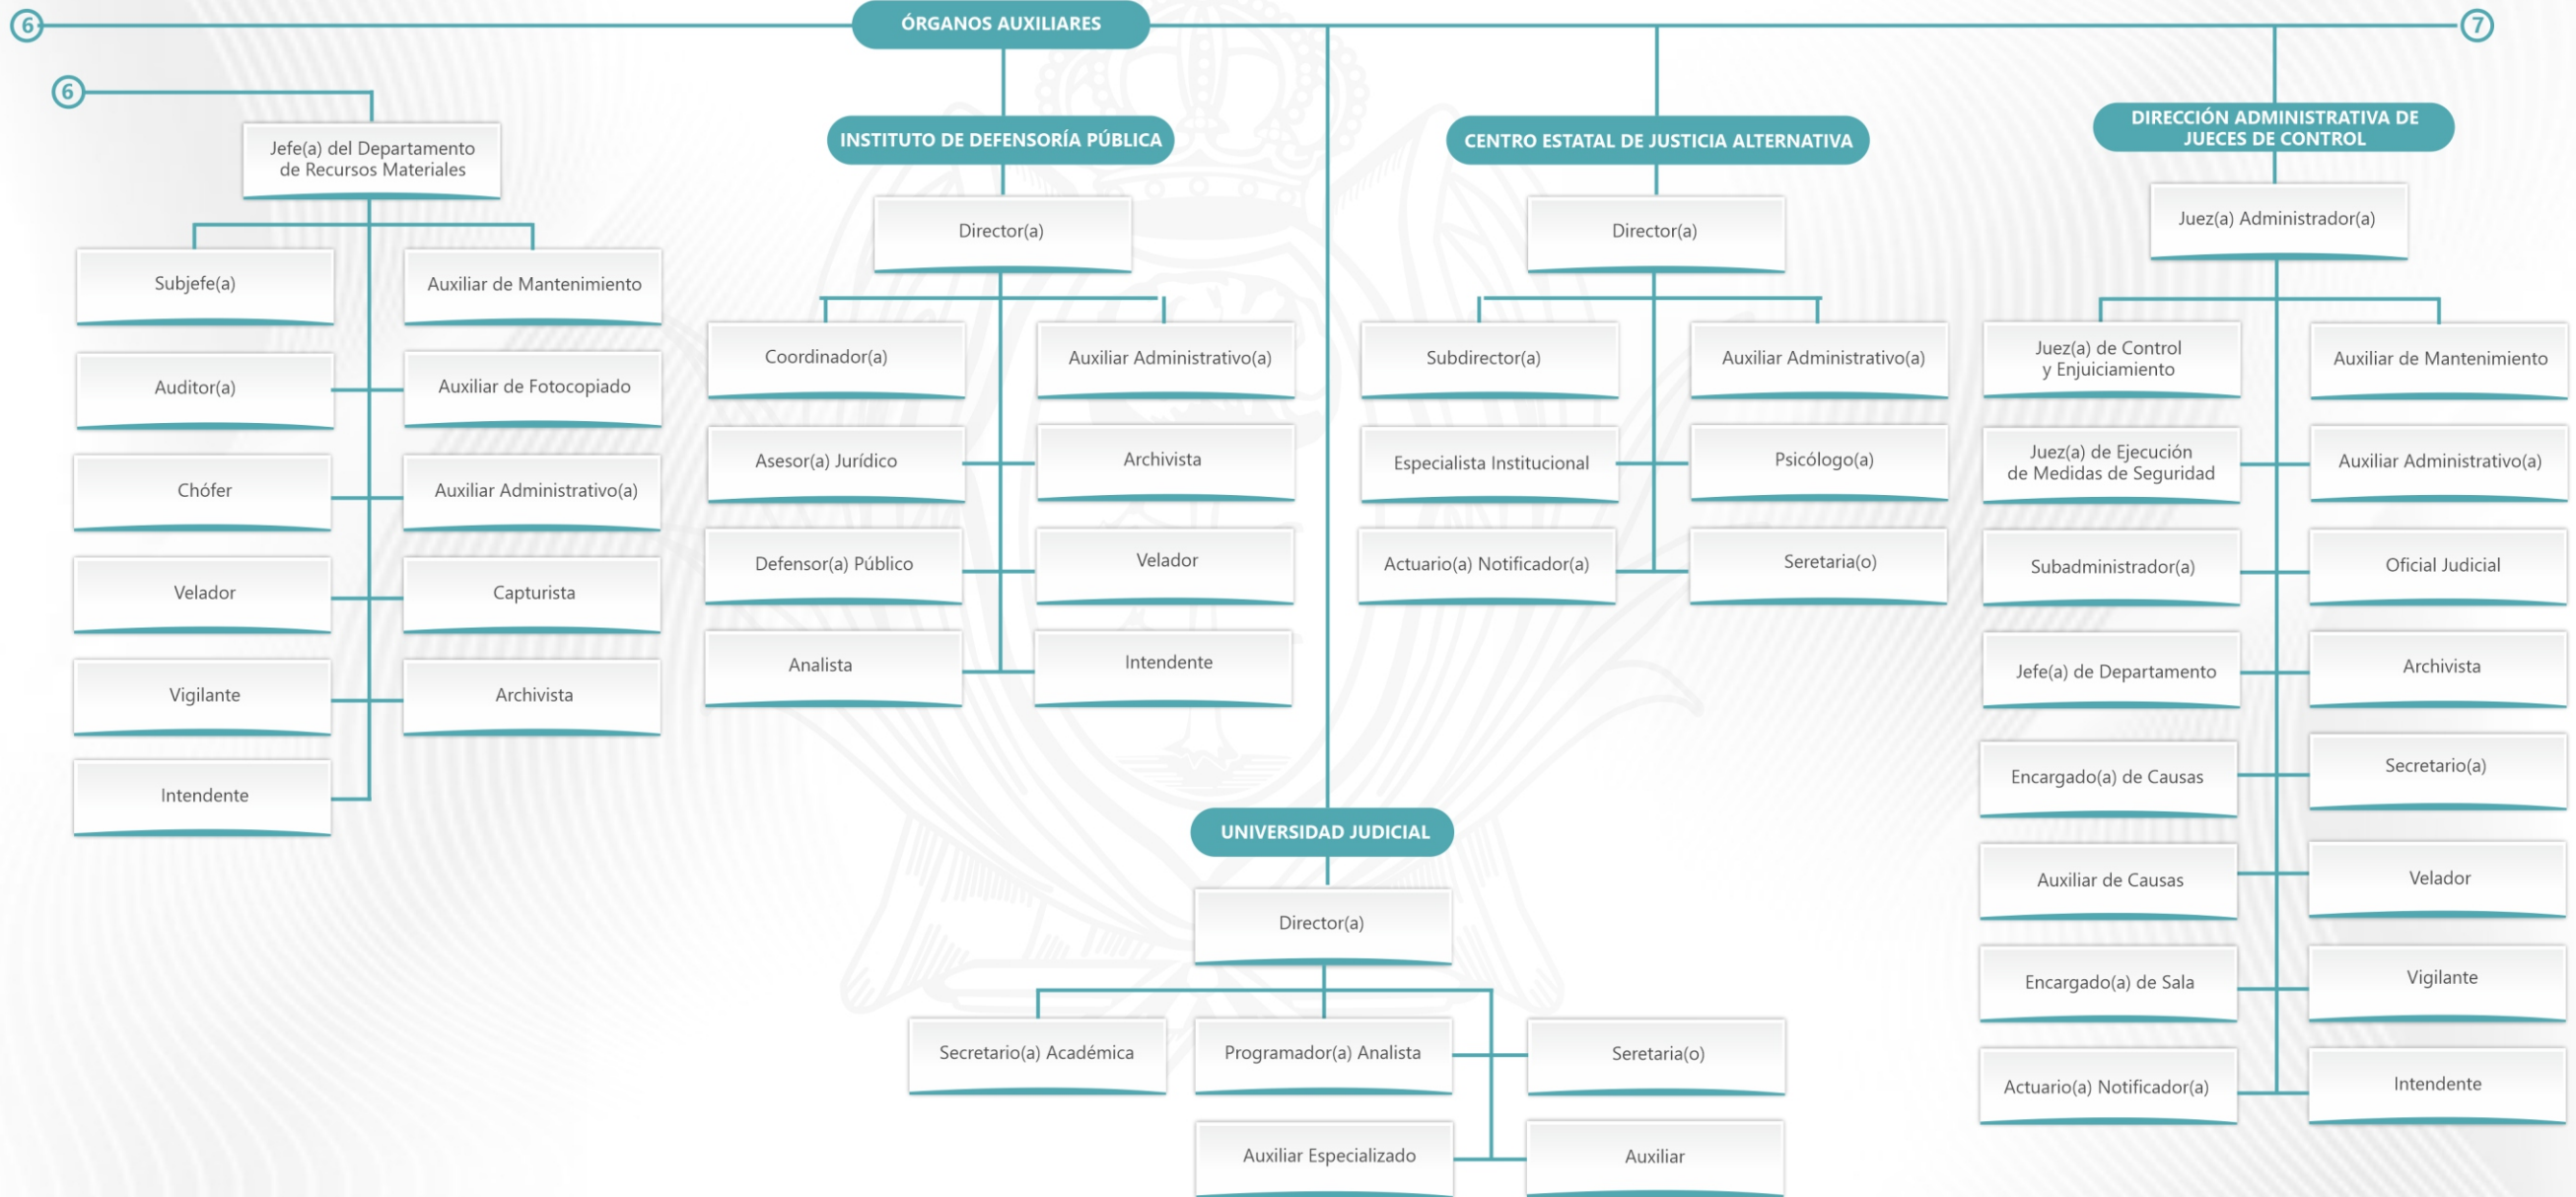 6
ÓRGANOS AUXILIARES
7
6
Jefe(a) del Departamento
de Recursos Materiales
Subjefe(a)
Auxiliar de Mantenimiento
Auditor(a)
Auxiliar de Fotocopiado
Chófer
Auxiliar Administrativo(a)
Velador
Capturista
Vigilante
Archivista
Intendente
INSTITUTO DE DEFENSORÍA PÚBLICA
Director(a)
Coordinador(a)
Auxiliar Administrativo(a)
Asesor(a) Jurídico
Archivista
Defensor(a) Público
Velador
Analista
Intendente
CENTRO ESTATAL DE JUSTICIA ALTERNATIVA
Director(a)
Subdirector(a)
Auxiliar Administrativo(a)
Especialista Institucional
Psicólogo(a)
Actuario(a) Notificador(a)
Seretaria(o)
DIRECCIÓN ADMINISTRATIVA DE
JUECES DE CONTROL
Juez(a) Administrador(a)
Juez(a) de Control
y Enjuiciamiento
Auxiliar de Mantenimiento
Juez(a) de Ejecución
de Medidas de Seguridad
Auxiliar Administrativo(a)
Subadministrador(a)
Oficial Judicial
Jefe(a) de Departamento
Archivista
Encargado(a) de Causas
Secretario(a)
Auxiliar de Causas
Velador
Encargado(a) de Sala
Vigilante
Actuario(a) Notificador(a)
Intendente
UNIVERSIDAD JUDICIAL
Director(a)
Secretario(a) Académica
Programador(a) Analista
Seretaria(o)
Auxiliar Especializado
Auxiliar